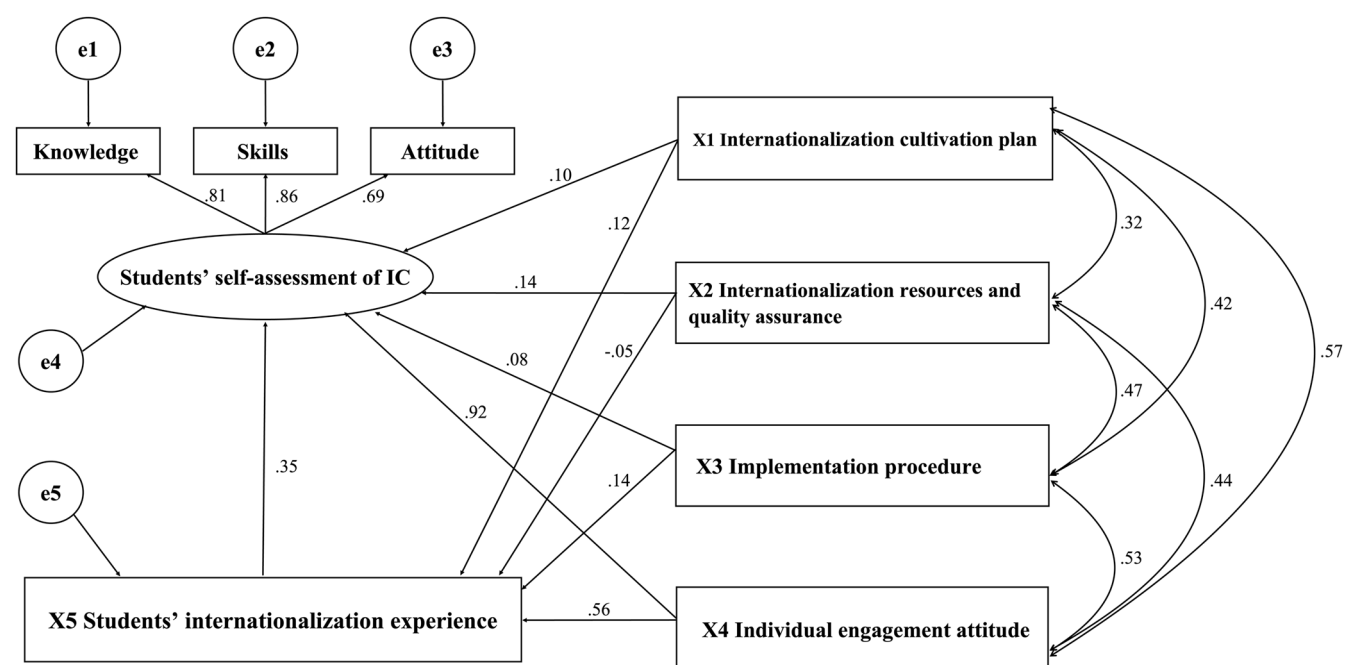 e1
e2
e3
Knowledge
Skills
Attitude
X1 Internationalization cultivation plan
.81
.86
.69
.10
.12
.32
Students’ self-assessment of IC
.14
X2 Internationalization resources and
quality assurance
.42
.57
e4
.08
-.05
.47
.92
.35
X3 Implementation procedure
e5
.14
.44
.53
X5 Students’ internationalization experience
.56
X4 Individual engagement attitude